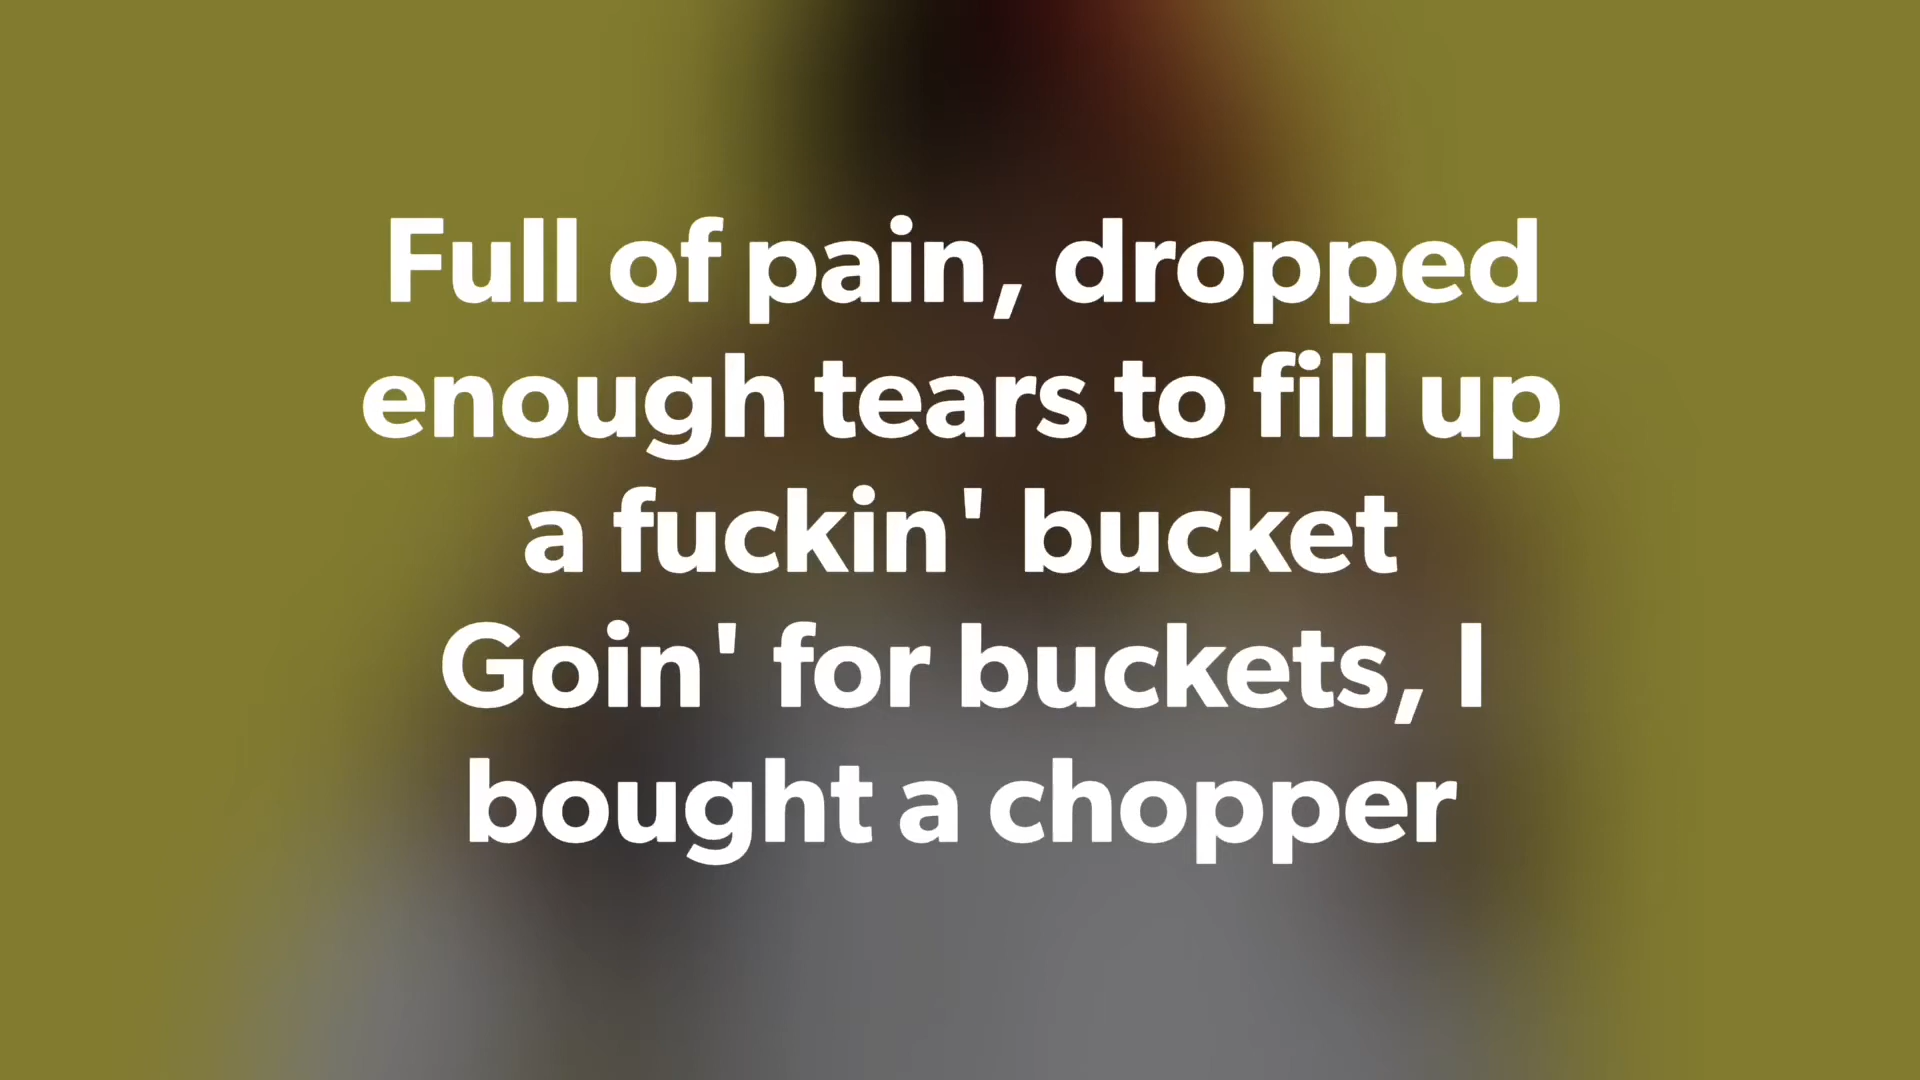 Full of pain, dropped
enough tears to fill up
a fuckin' bucket
Goin' for buckets, I
bought a chopper